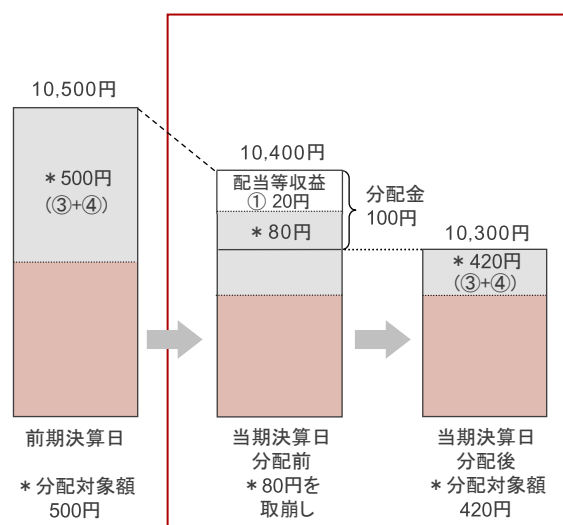 10,500円
＊500円
(③+④)
前期決算日
＊分配対象額
500円
10,400円
配当等収益
① 20円
＊80円
分配金
100円
当期決算日
分配前
＊80円を
取崩し
10,300円
＊420円
(③+④)
当期決算日
分配後
＊分配対象額
420円